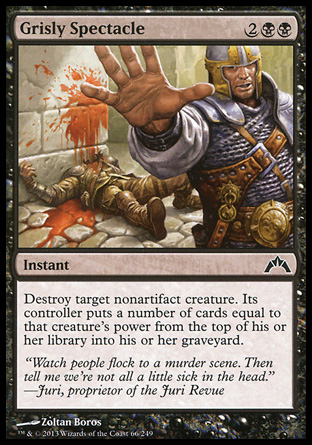 Grisly Spectacle 2
Instant
Destroy target nonartifact creature. Its
controller puts a number of cards equal to
that creature's power from the top of his or
her library into his or her graveyard.
"Watch people flock to a murder scene. Then
tell me we're not all a little sick in the head."
—Juri, proprietor of the Juri Revue
Zoltan Boros
™ & © 2013 Wizards of the Coast 66/249